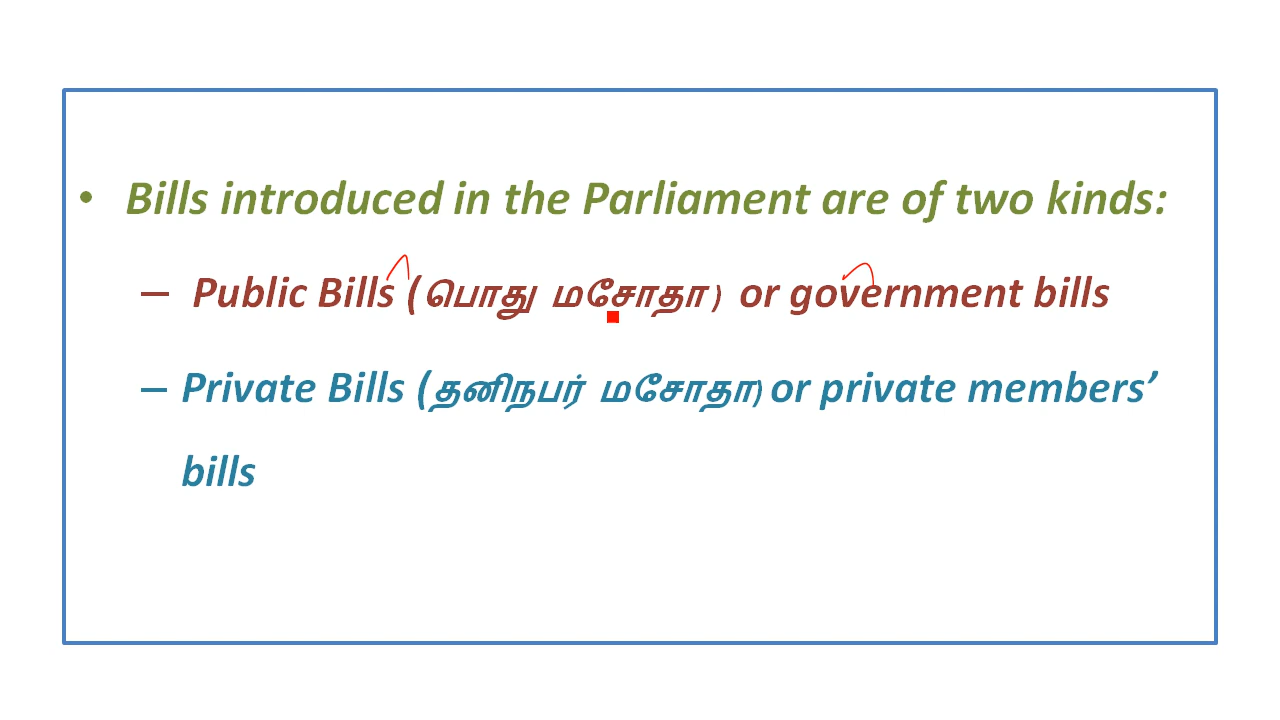 • Bills introduced in the Parliament are of two kinds:
– Public Bills (பொது மசோதா) or government bills
– Private Bills (தனிநபர் மசோதா) or private members’
bills